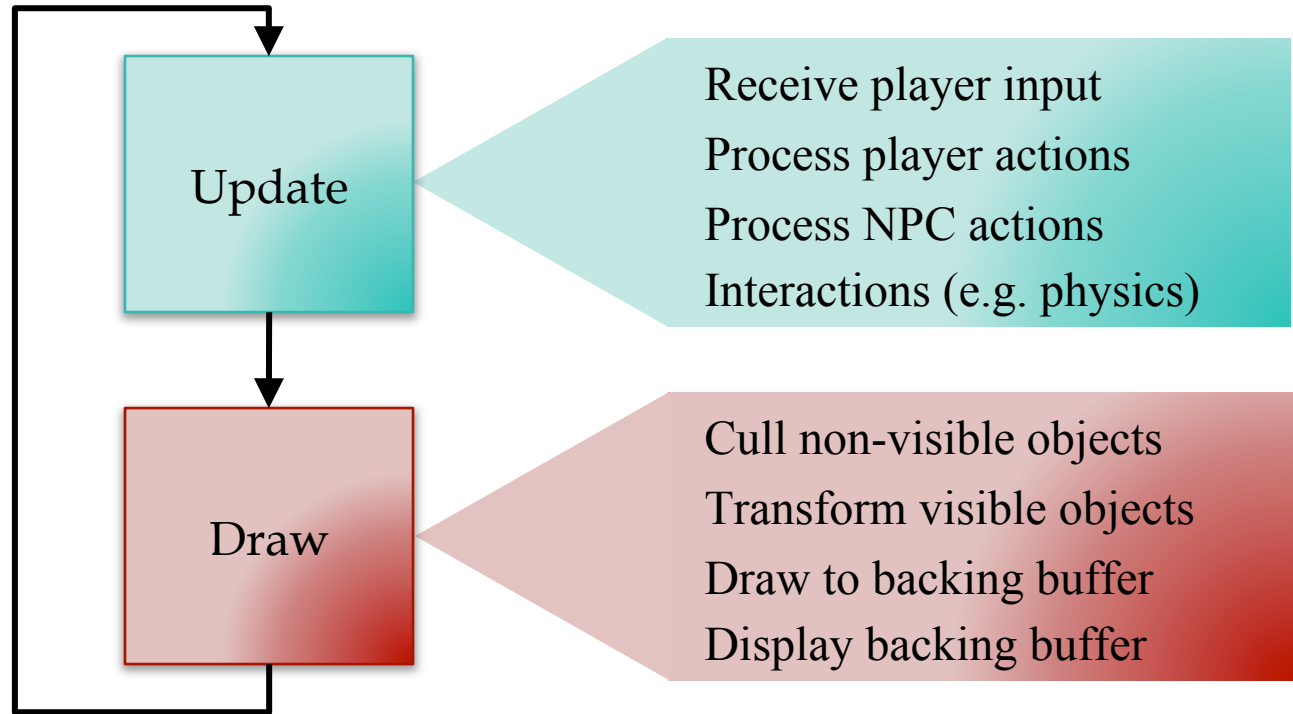 Update
Receive player input
Process player actions
Process NPC actions
Interactions (e.g. physics)
Draw
Cull non-visible objects
Transform visible objects
Draw to backing buffer
Display backing buffer